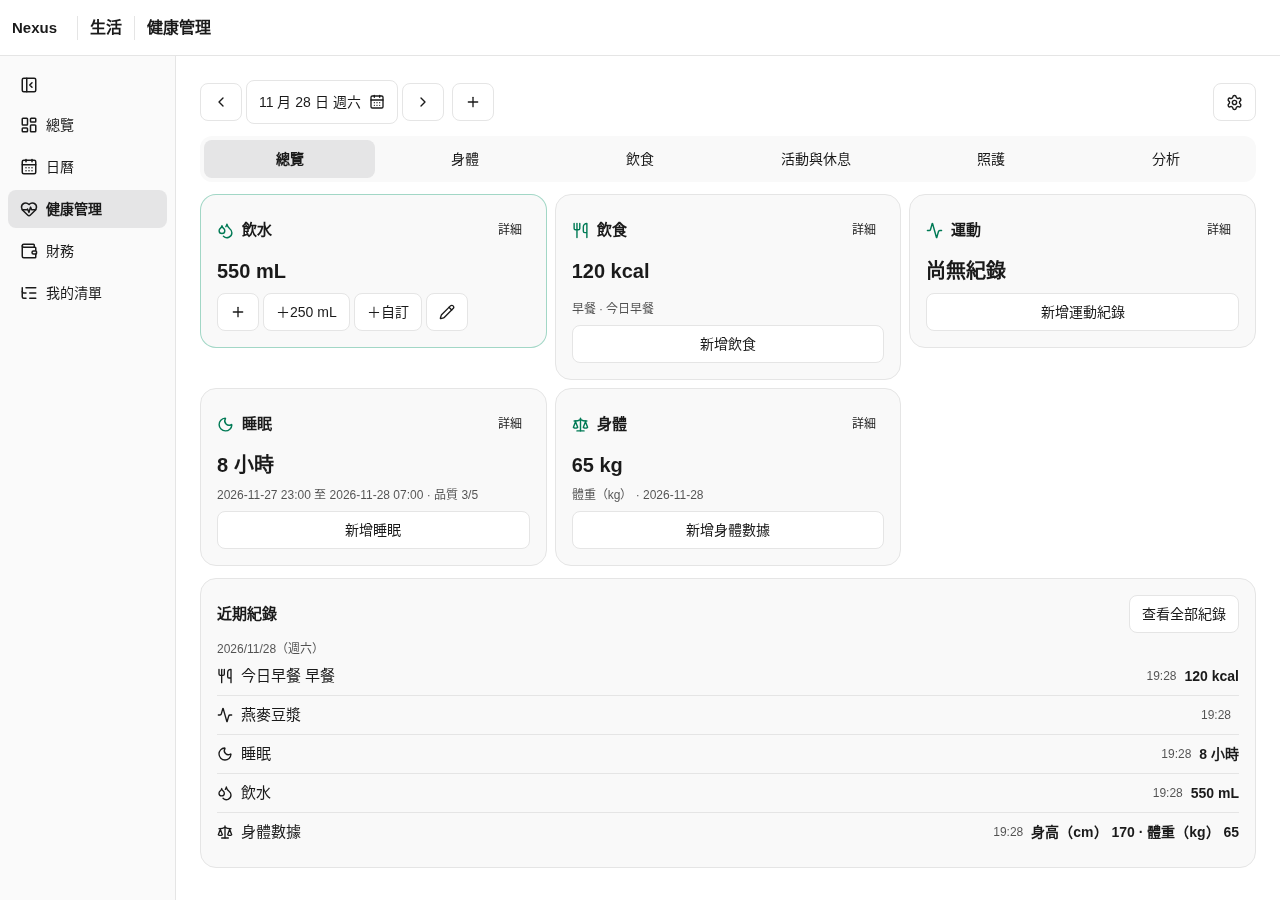 Nexus 生活 健康管理
總覽
日曆
健康管理
財務
我的清單
11 月 28 日 週六
總覽 身體 飲食 活動與休息 照護 分析
飲水 詳細
550 mL
＋250 mL ＋自訂
飲食 詳細
120 kcal
早餐 · 今日早餐
新增飲食
運動 詳細
尚無紀錄
新增運動紀錄
睡眠 詳細
8 小時
2026-11-27 23:00 至 2026-11-28 07:00 · 品質 3/5
新增睡眠
身體 詳細
65 kg
體重（kg） · 2026-11-28
新增身體數據
近期紀錄 查看全部紀錄
2026/11/28（週六）
今日早餐 早餐 19:28 120 kcal
燕麥豆漿 19:28
睡眠 19:28 8 小時
飲水 19:28 550 mL
身體數據 19:28 身高（cm） 170 · 體重（kg） 65